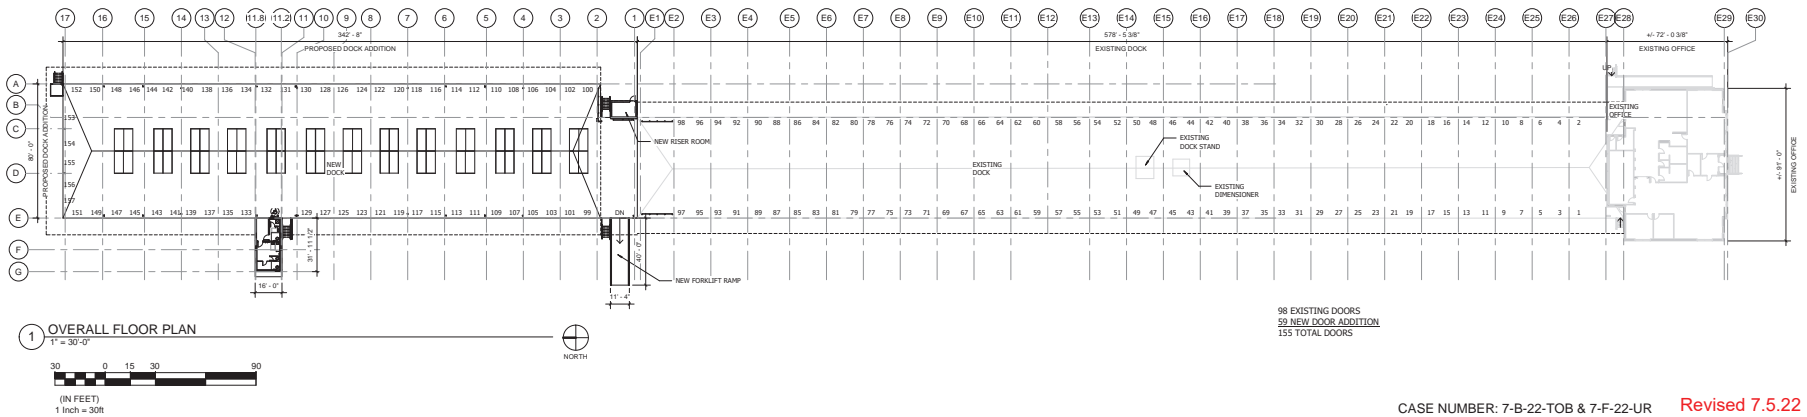 17 16 15 14 13 12 11.8 11.2 11 10 9 8 7 6 5 4 3 2 1 E1 E2 E3 E4 E5 E6 E7 E8 E9 E10 E11 E12 E13 E14 E15 E16 E17 E18 E19 E20 E21 E22 E23 E24 E25 E26 E27 E28 E29 E30
342' - 8"
PROPOSED DOCK ADDITION
578' - 5 3/8"
EXISTING DOCK
+/- 72' - 0 3/8"
EXISTING OFFICE
UP
A
B
C
D
E
F
G
80' - 0"
PROPOSED DOCK ADDITION
152 150 148 146 144 142 140 138 136 134 132 131 130 128 126 124 122 120 118 116 114 112 110 108 106 104 102 100
153
154
155
156
157
151 149 147 145 143 141 139 137 135 133 129 127 125 123 121 119 117 115 113 111 109 107 105 103 101 99
NEW
DOCK
NEW RISER ROOM
98 96 94 92 90 88 86 84 82 80 78 76 74 72 70 68 66 64 62 60 58 56 54 52 50 48 46 44 42 40 38 36 34 32 30 28 26 24 22 20 18 16 14 12 10 8 6 4 2
EXISTING
OFFICE
EXISTING
DOCK STAND
EXISTING
DOCK
EXISTING
DIMENSIONER
97 95 93 91 89 87 85 83 81 79 77 75 73 71 69 67 65 63 61 59 57 55 53 51 49 47 45 43 41 39 37 35 33 31 29 27 25 23 21 19 17 15 13 11 9 7 5 3 1
+/- 91' - 0"
EXISTING OFFICE
DN
31' - 11 1/2"
16' - 0"
40' - 0"
11' - 4"
NEW FORKLIFT RAMP
98 EXISTING DOORS
59 NEW DOOR ADDITION
155 TOTAL DOORS
1 OVERALL FLOOR PLAN
1" = 30'-0"
NORTH
30 0 15 30 90
(IN FEET)
1 Inch = 30ft
CASE NUMBER: 7-B-22-TOB & 7-F-22-UR
Revised 7.5.22